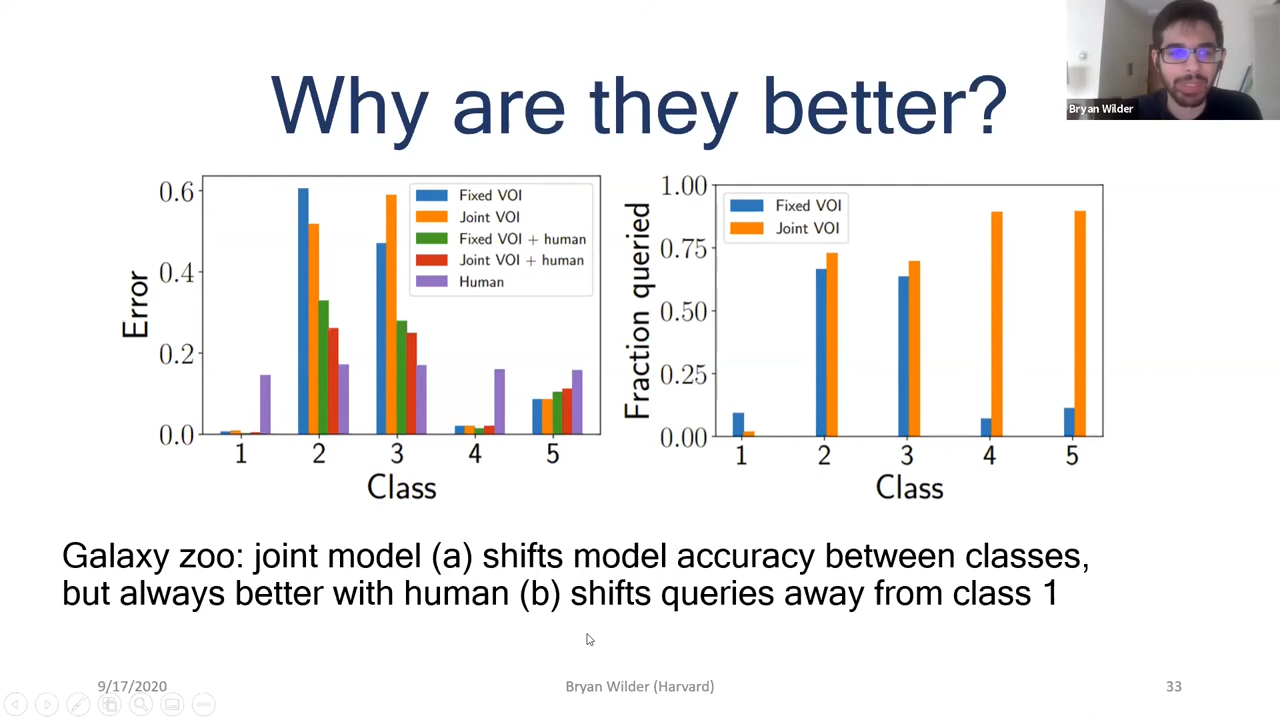 Why are they better?
Bryan Wilder
0.6
0.4
0.2
0.0
Error
Fixed VOI
Joint VOI
Fixed VOI + human
Joint VOI + human
Human
1 2 3 4 5
Class
1.00
0.75
0.50
0.25
0.00
Fraction queried
Fixed VOI
Joint VOI
1 2 3 4 5
Class
Galaxy zoo: joint model (a) shifts model accuracy between classes,
but always better with human (b) shifts queries away from class 1
9/17/2020
Bryan Wilder (Harvard)
33